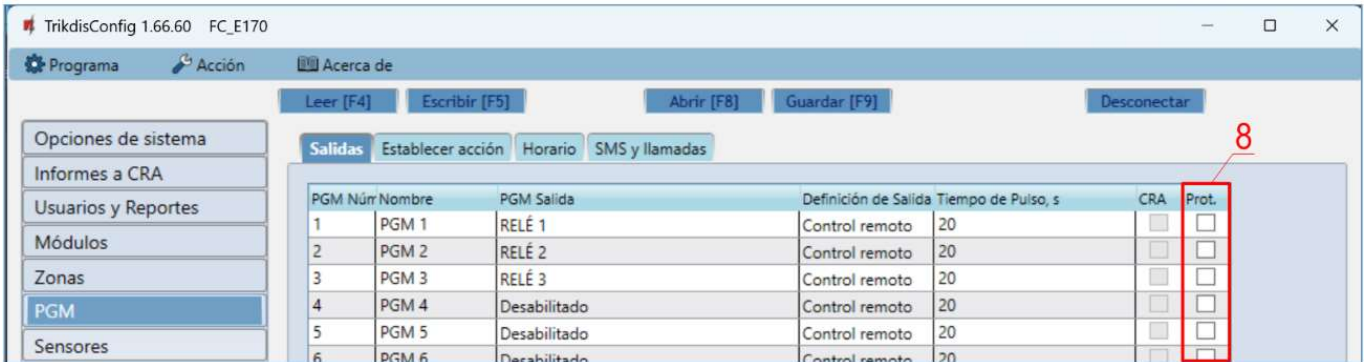 TrikdisConfig 1.66.60 FC_E170
Programa Acción Acerca de
Leer [F4] Escribir [F5] Abrir [F8] Guardar [F9] Desconectar
Opciones de sistema
Informes a CRA
Usuarios y Reportes
Módulos
Zonas
PGM
Sensores
Salidas Establecer acción Horario SMS y llamadas
8
PGM Núm Nombre PGM Salida Definición de Salida Tiempo de Pulso, s CRA Prot.
1 PGM 1 RELÉ 1 Control remoto 20
2 PGM 2 RELÉ 2 Control remoto 20
3 PGM 3 RELÉ 3 Control remoto 20
4 PGM 4 Desabilitado Control remoto 20
5 PGM 5 Desabilitado Control remoto 20
6 PGM 6 Desabilitado Control remoto 20